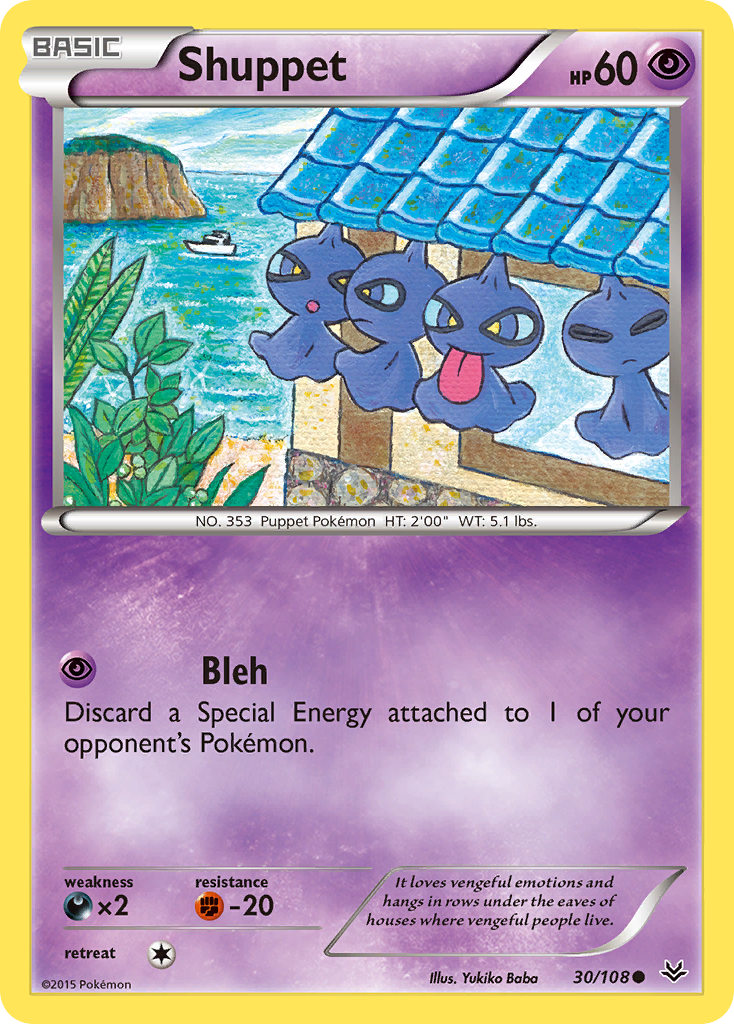 BASIC
Shuppet
HP60
NO. 353 Puppet Pokémon HT: 2'00" WT: 5.1 lbs.
Bleh
Discard a Special Energy attached to 1 of your
opponent's Pokémon.
weakness
resistance
×2
-20
It loves vengeful emotions and
hangs in rows under the eaves of
houses where vengeful people live.
retreat
©2015 Pokémon
Illus. Yukiko Baba
30/108